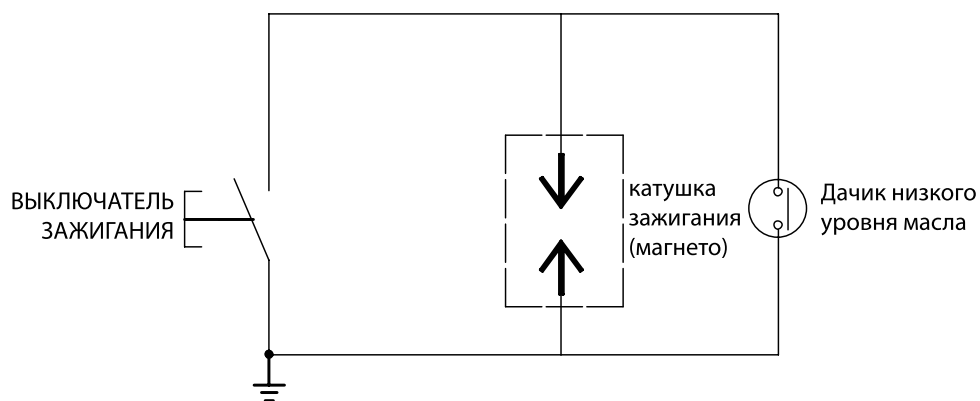 ВЫКЛЮЧАТЕЛЬ
ЗАЖИГАНИЯ
катушка
зажигания
(магнето)
Дачик низкого
уровня масла